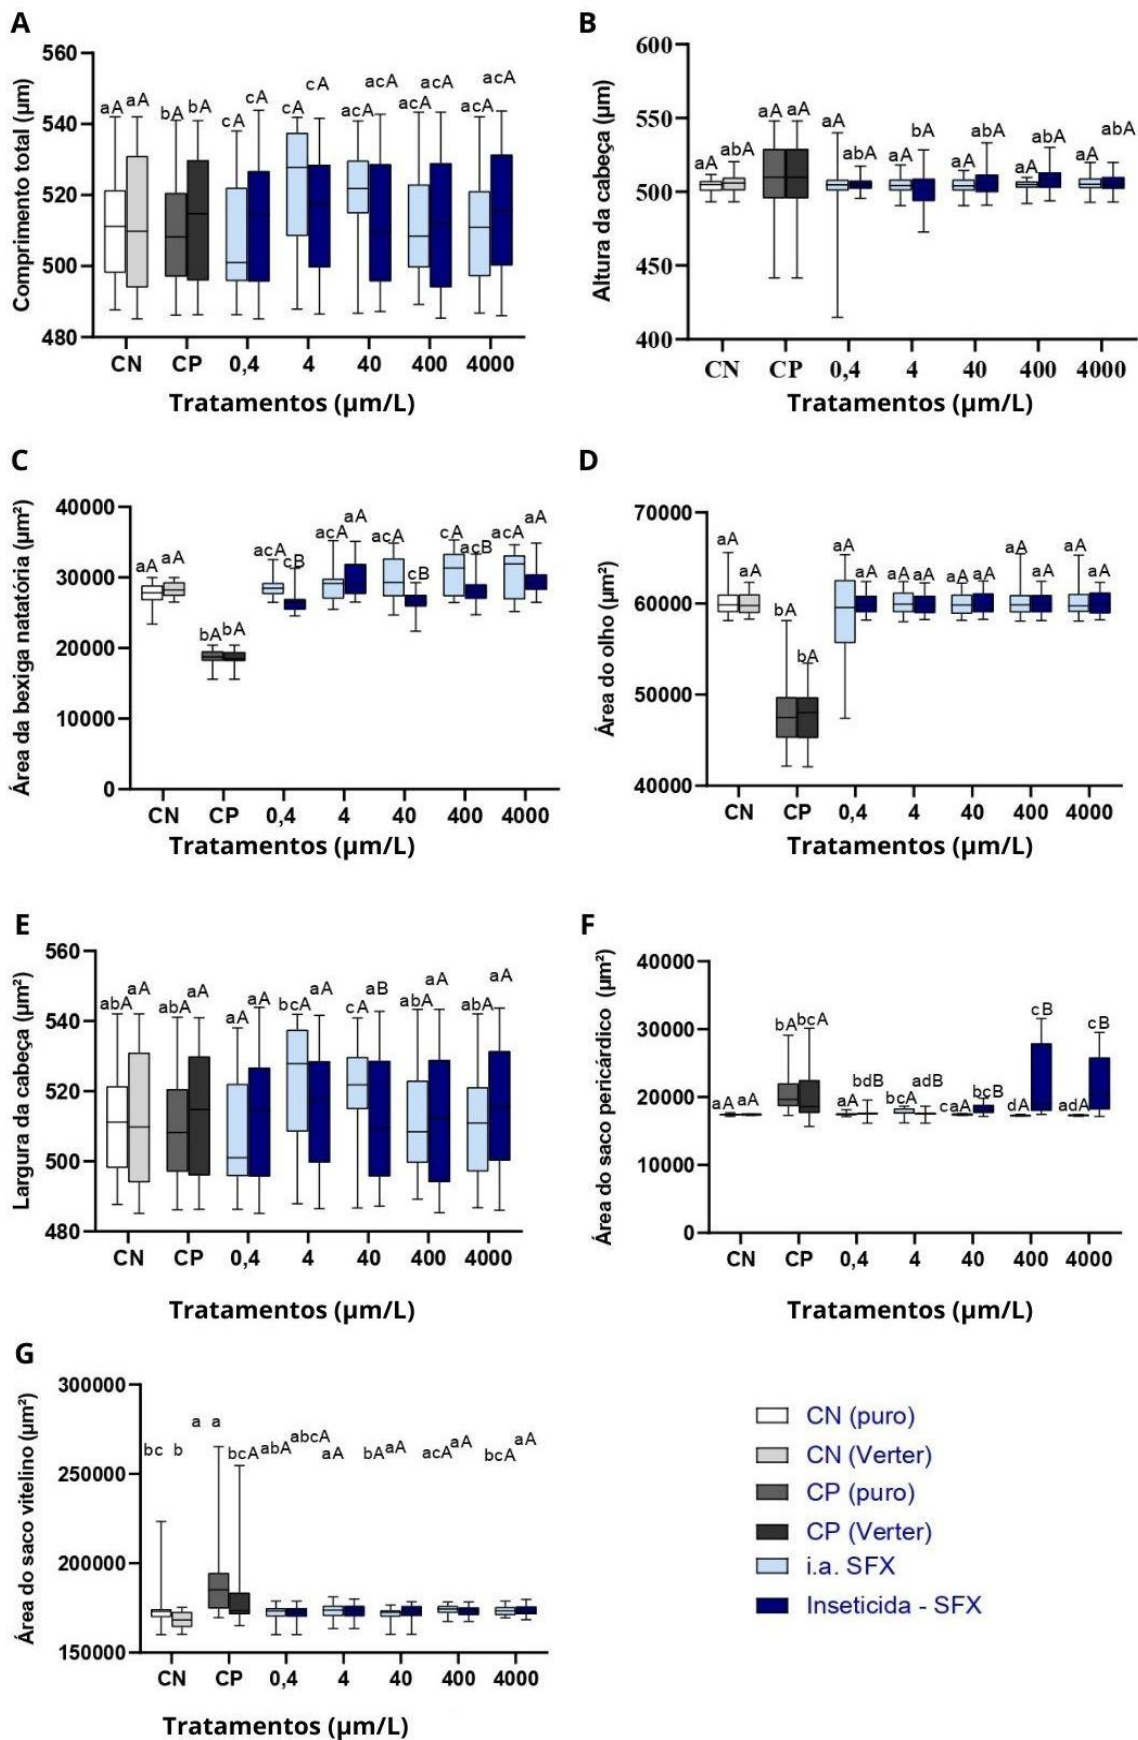 A
Comprimento total (μm)
560
540
520
500
480
aA aA bA bA cA cA cA cA acA acA acA acA acA acA
CN CP 0,4 4 40 400 4000
Tratamentos (μm/L)
B
Altura da cabeça (μm)
600
550
500
450
400
aA abA aA aA aA abA aA bA aA abA aA abA aA abA
CN CP 0,4 4 40 400 4000
Tratamentos (μm/L)
C
Área da bexiga natatória (μm²)
40000
30000
20000
10000
0
aA aA bA bA acA cB acA aA acA cB cA acB acA aA
CN CP 0,4 4 40 400 4000
Tratamentos (μm/L)
D
Área do olho (μm²)
70000
60000
50000
40000
aA aA bA bA aA aA aA aA aA aA aA aA aA aA
CN CP 0,4 4 40 400 4000
Tratamentos (μm/L)
E
Largura da cabeça (μm²)
560
540
520
500
480
abA aA abA aA aA aA bcA aA cA aB abA aA abA aA
CN CP 0,4 4 40 400 4000
Tratamentos (μm/L)
F
Área do saco pericárdico (μm²)
40000
30000
20000
10000
0
aA aA bA bcA aA bdB bcA adB caA bcB dA cB adA cB
CN CP 0,4 4 40 400 4000
Tratamentos (μm/L)
G
Área do saco vitelino (μm²)
300000
250000
200000
150000
bc b a a bcA abA abcA aA bA aA acA aA bcA aA
CN CP 0,4 4 40 400 4000
Tratamentos (μm/L)
CN (puro)
CN (Verter)
CP (puro)
CP (Verter)
i.a. SFX
Inseticida - SFX